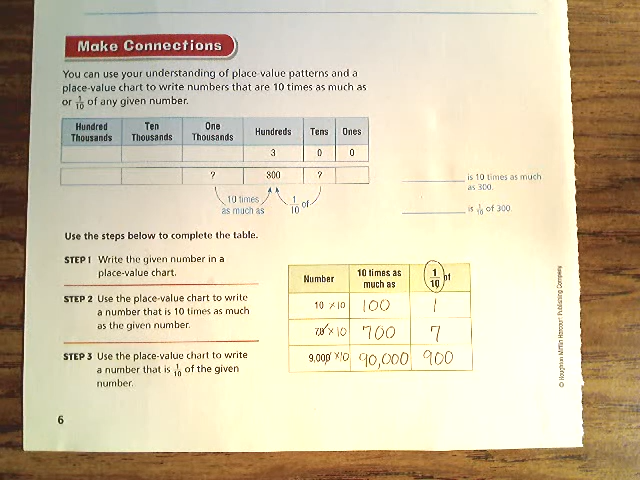 Make Connections
You can use your understanding of place-value patterns and a
place-value chart to write numbers that are 10 times as much as
or 1/10 of any given number.
Hundred Thousands Ten Thousands One Thousands Hundreds Tens Ones
3 0 0
? 300 ?
10 times as much as 1/10 of
_____ is 10 times as much
as 300.
_____ is 1/10 of 300.
Use the steps below to complete the table.
STEP 1 Write the given number in a
place-value chart.
STEP 2 Use the place-value chart to write
a number that is 10 times as much
as the given number.
STEP 3 Use the place-value chart to write
a number that is 1/10 of the given
number.
Number 10 times as much as 1/10 of
10 x10 100 1
70 x10 700 7
9,000 x10 90,000 900
© Houghton Mifflin Harcourt Publishing Company
6